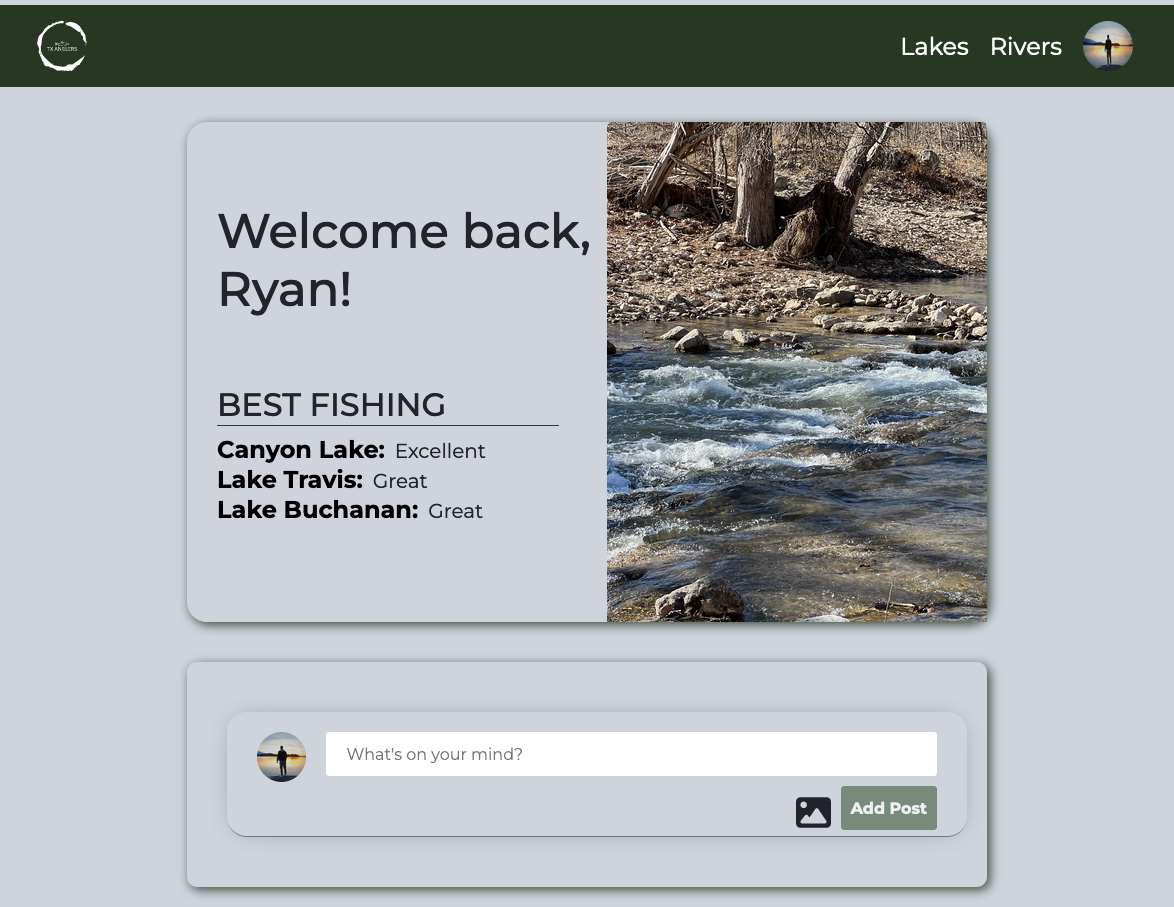 TX ANGLERS
Lakes Rivers
Welcome back,
Ryan!
BEST FISHING
Canyon Lake: Excellent
Lake Travis: Great
Lake Buchanan: Great
What's on your mind?
Add Post